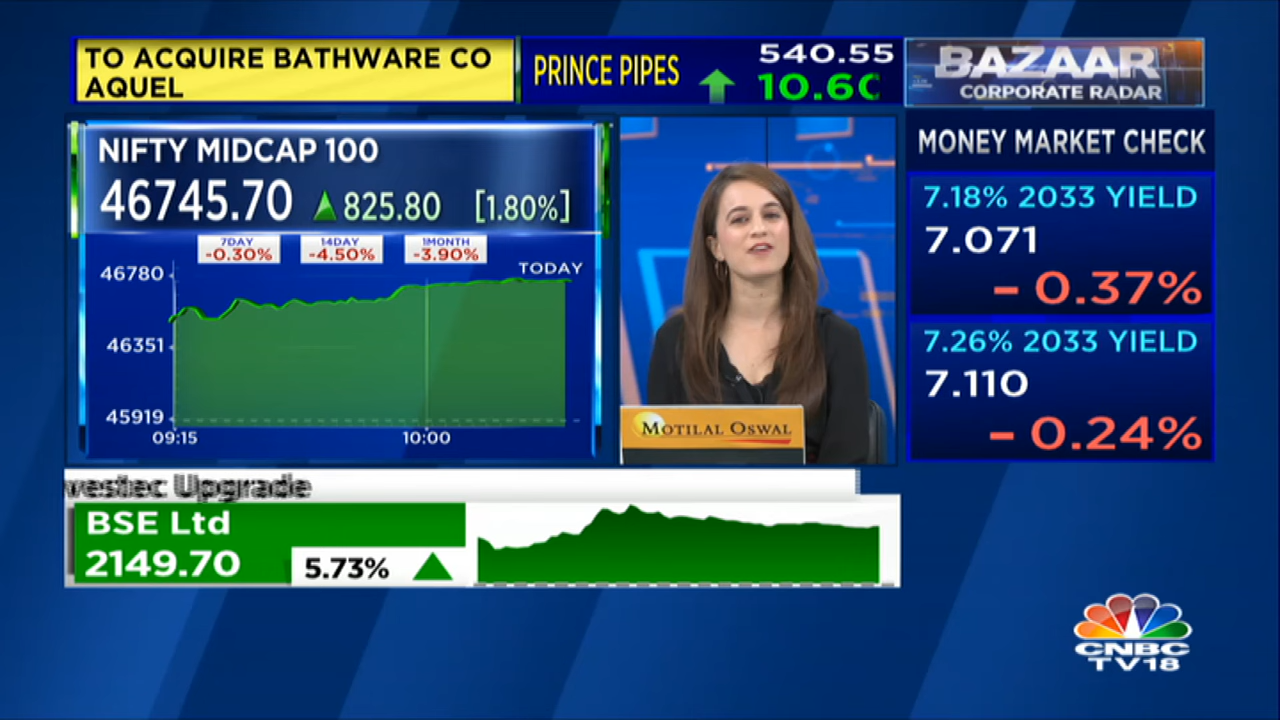 TO ACQUIRE BATHWARE CO
AQUEL
PRINCE PIPES
540.55
10.60
BAZAAR
CORPORATE RADAR
NIFTY MIDCAP 100
46745.70 825.80 [1.80%]
7DAY
-0.30%
14DAY
-4.50%
1MONTH
-3.90%
TODAY
46780
46351
45919
09:15
10:00
MOTILAL OSWAL
MONEY MARKET CHECK
7.18% 2033 YIELD
7.071
- 0.37%
7.26% 2033 YIELD
7.110
- 0.24%
Upgrade
BSE Ltd
2149.70
5.73%
CNBC
TV18